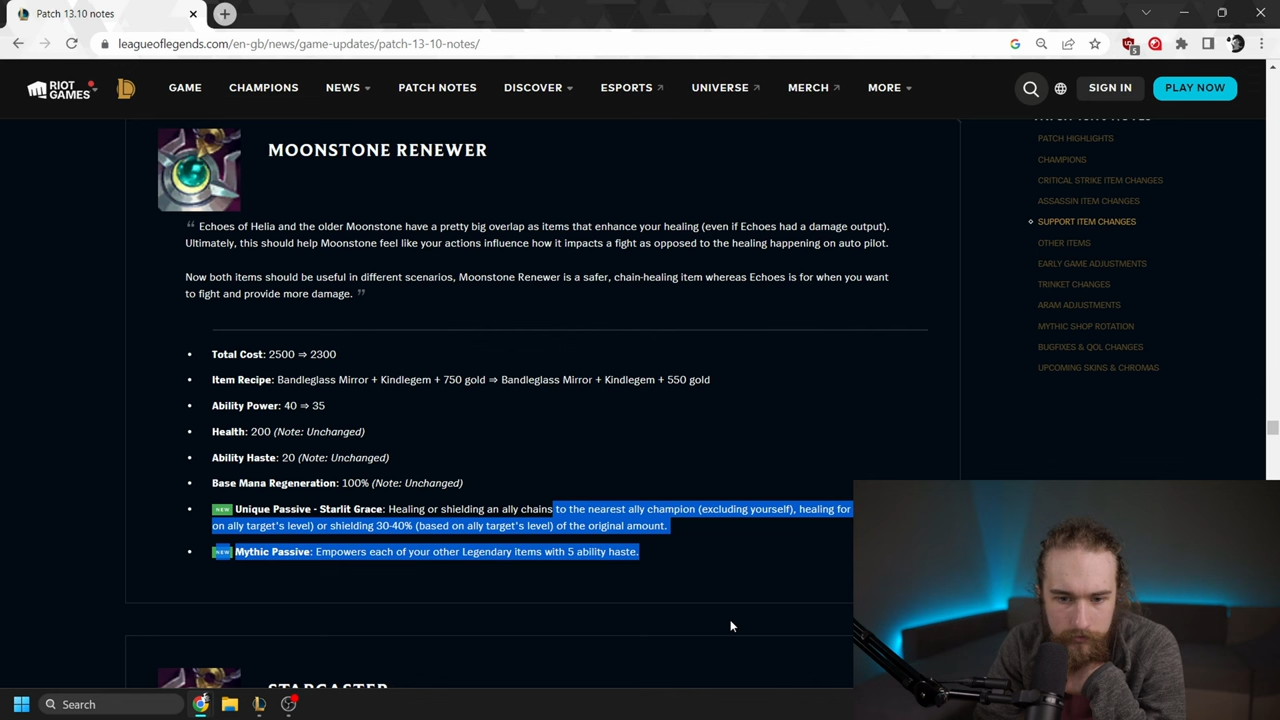 Patch 13.10 notes
leagueoflegends.com/en-gb/news/game-updates/patch-13-10-notes/
5
RIOT GAMES
GAME CHAMPIONS NEWS PATCH NOTES DISCOVER ESPORTS UNIVERSE MERCH MORE SIGN IN PLAY NOW
MOONSTONE RENEWER
“ Echoes of Helia and the older Moonstone have a pretty big overlap as items that enhance your healing (even if Echoes had a damage output).
Ultimately, this should help Moonstone feel like your actions influence how it impacts a fight as opposed to the healing happening on auto pilot.
Now both items should be useful in different scenarios, Moonstone Renewer is a safer, chain-healing item whereas Echoes is for when you want
to fight and provide more damage. ”
• Total Cost: 2500 ⇒ 2300
• Item Recipe: Bandleglass Mirror + Kindlegem + 750 gold ⇒ Bandleglass Mirror + Kindlegem + 550 gold
• Ability Power: 40 ⇒ 35
• Health: 200 (Note: Unchanged)
• Ability Haste: 20 (Note: Unchanged)
• Base Mana Regeneration: 100% (Note: Unchanged)
• NEW Unique Passive - Starlit Grace: Healing or shielding an ally chains to the nearest ally champion (excluding yourself), healing for
on ally target's level) or shielding 30-40% (based on ally target's level) of the original amount.
• NEW Mythic Passive: Empowers each of your other Legendary items with 5 ability haste.
STARCASTER
PATCH HIGHLIGHTS
CHAMPIONS
CRITICAL STRIKE ITEM CHANGES
ASSASSIN ITEM CHANGES
SUPPORT ITEM CHANGES
OTHER ITEMS
EARLY GAME ADJUSTMENTS
TRINKET CHANGES
ARAM ADJUSTMENTS
MYTHIC SHOP ROTATION
BUGFIXES & QOL CHANGES
UPCOMING SKINS & CHROMAS
Search